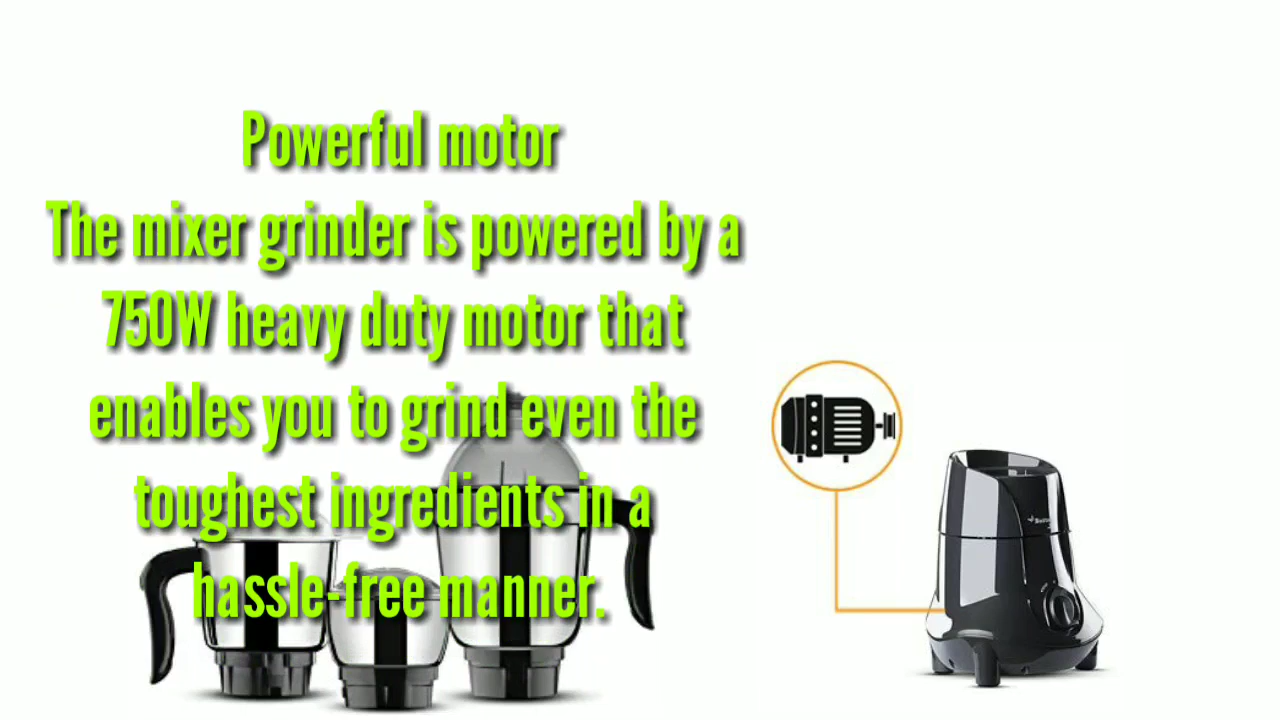 Powerful motor
The mixer grinder is powered by a
750W heavy duty motor that
enables you to grind even the
toughest ingredients in a
hassle-free manner.